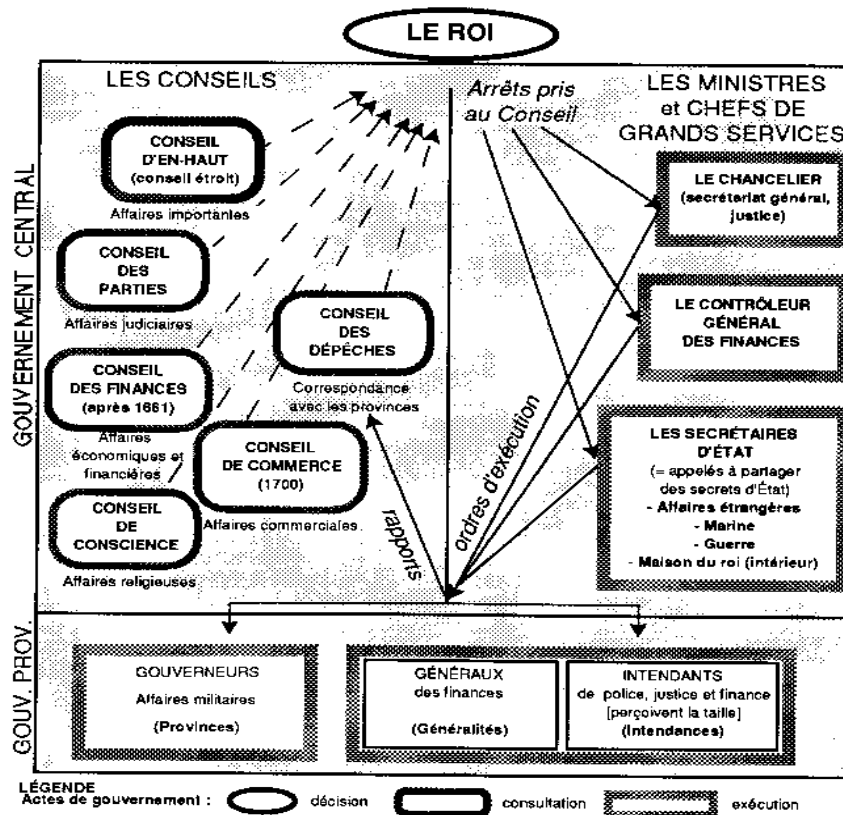 LE ROI
LES CONSEILS
CONSEIL
D'EN-HAUT
(conseil étroit)
Affaires importantes
CONSEIL
DES
PARTIES
Affaires judiciaires
CONSEIL
DES FINANCES
(après 1661)
Affaires
économiques et
financières
CONSEIL
DE
CONSCIENCE
Affaires religieuses
CONSEIL
DES
DÉPÊCHES
Correspondance
avec les provinces
CONSEIL
DE COMMERCE
(1700)
Affaires commerciales
Arrêts pris
au Conseil
rapports
ordres d'exécution
LES MINISTRES
et CHEFS DE
GRANDS SERVICES
LE CHANCELIER
(secrétariat général,
justice)
LE CONTRÔLEUR
GÉNÉRAL
DES FINANCES
LES SECRÉTAIRES
D'ÉTAT
(= appelés à partager
des secrets d'État)
- Affaires étrangères
- Marine
- Guerre
- Maison du roi (intérieur)
GOUVERNEMENT CENTRAL
GOUV. PROV.
GOUVERNEURS
Affaires militaires
(Provinces)
GÉNÉRAUX
des finances
(Généralités)
INTENDANTS
de police, justice et finance
[perçoivent la taille]
(Intendances)
LÉGENDE
Actes de gouvernement : décision consultation exécution